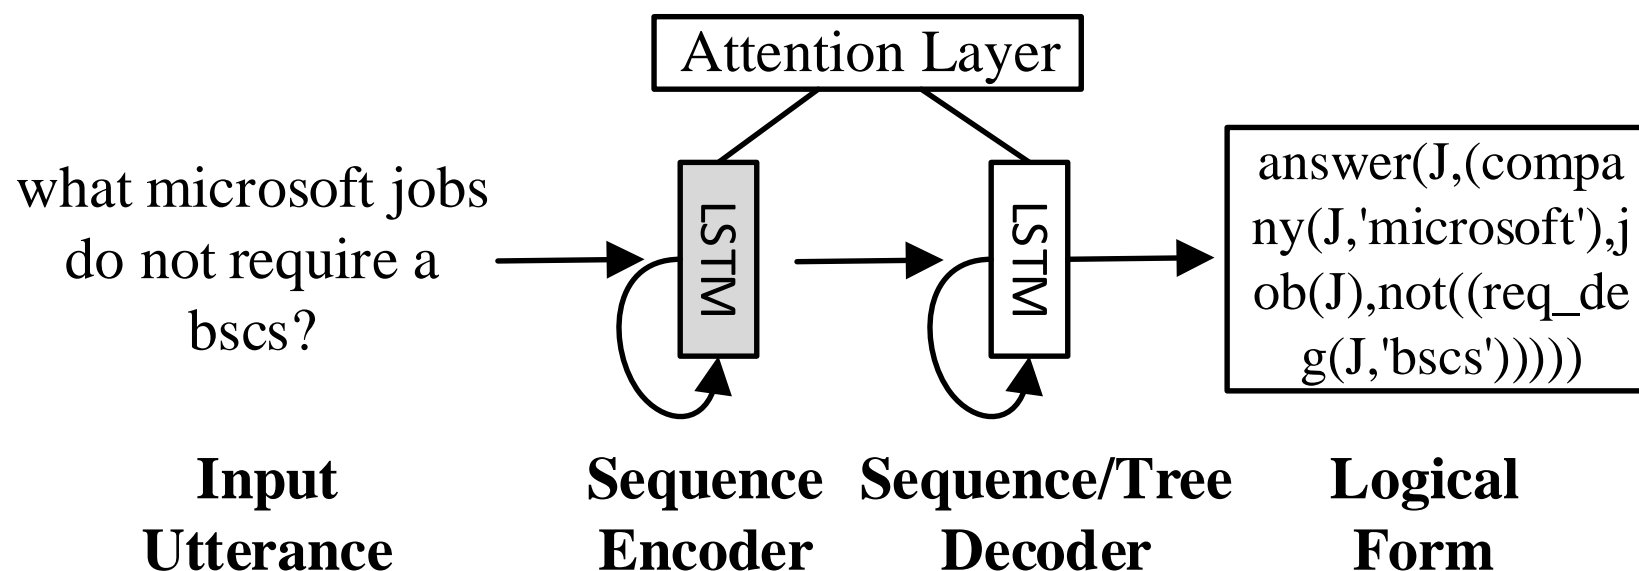 Attention Layer
what microsoft jobs
do not require a
bscs?
LSTM
LSTM
answer(J,(compa
ny(J,'microsoft'),j
ob(J),not((req_de
g(J,'bscs')))))
Input
Utterance
Sequence
Encoder
Sequence/Tree
Decoder
Logical
Form